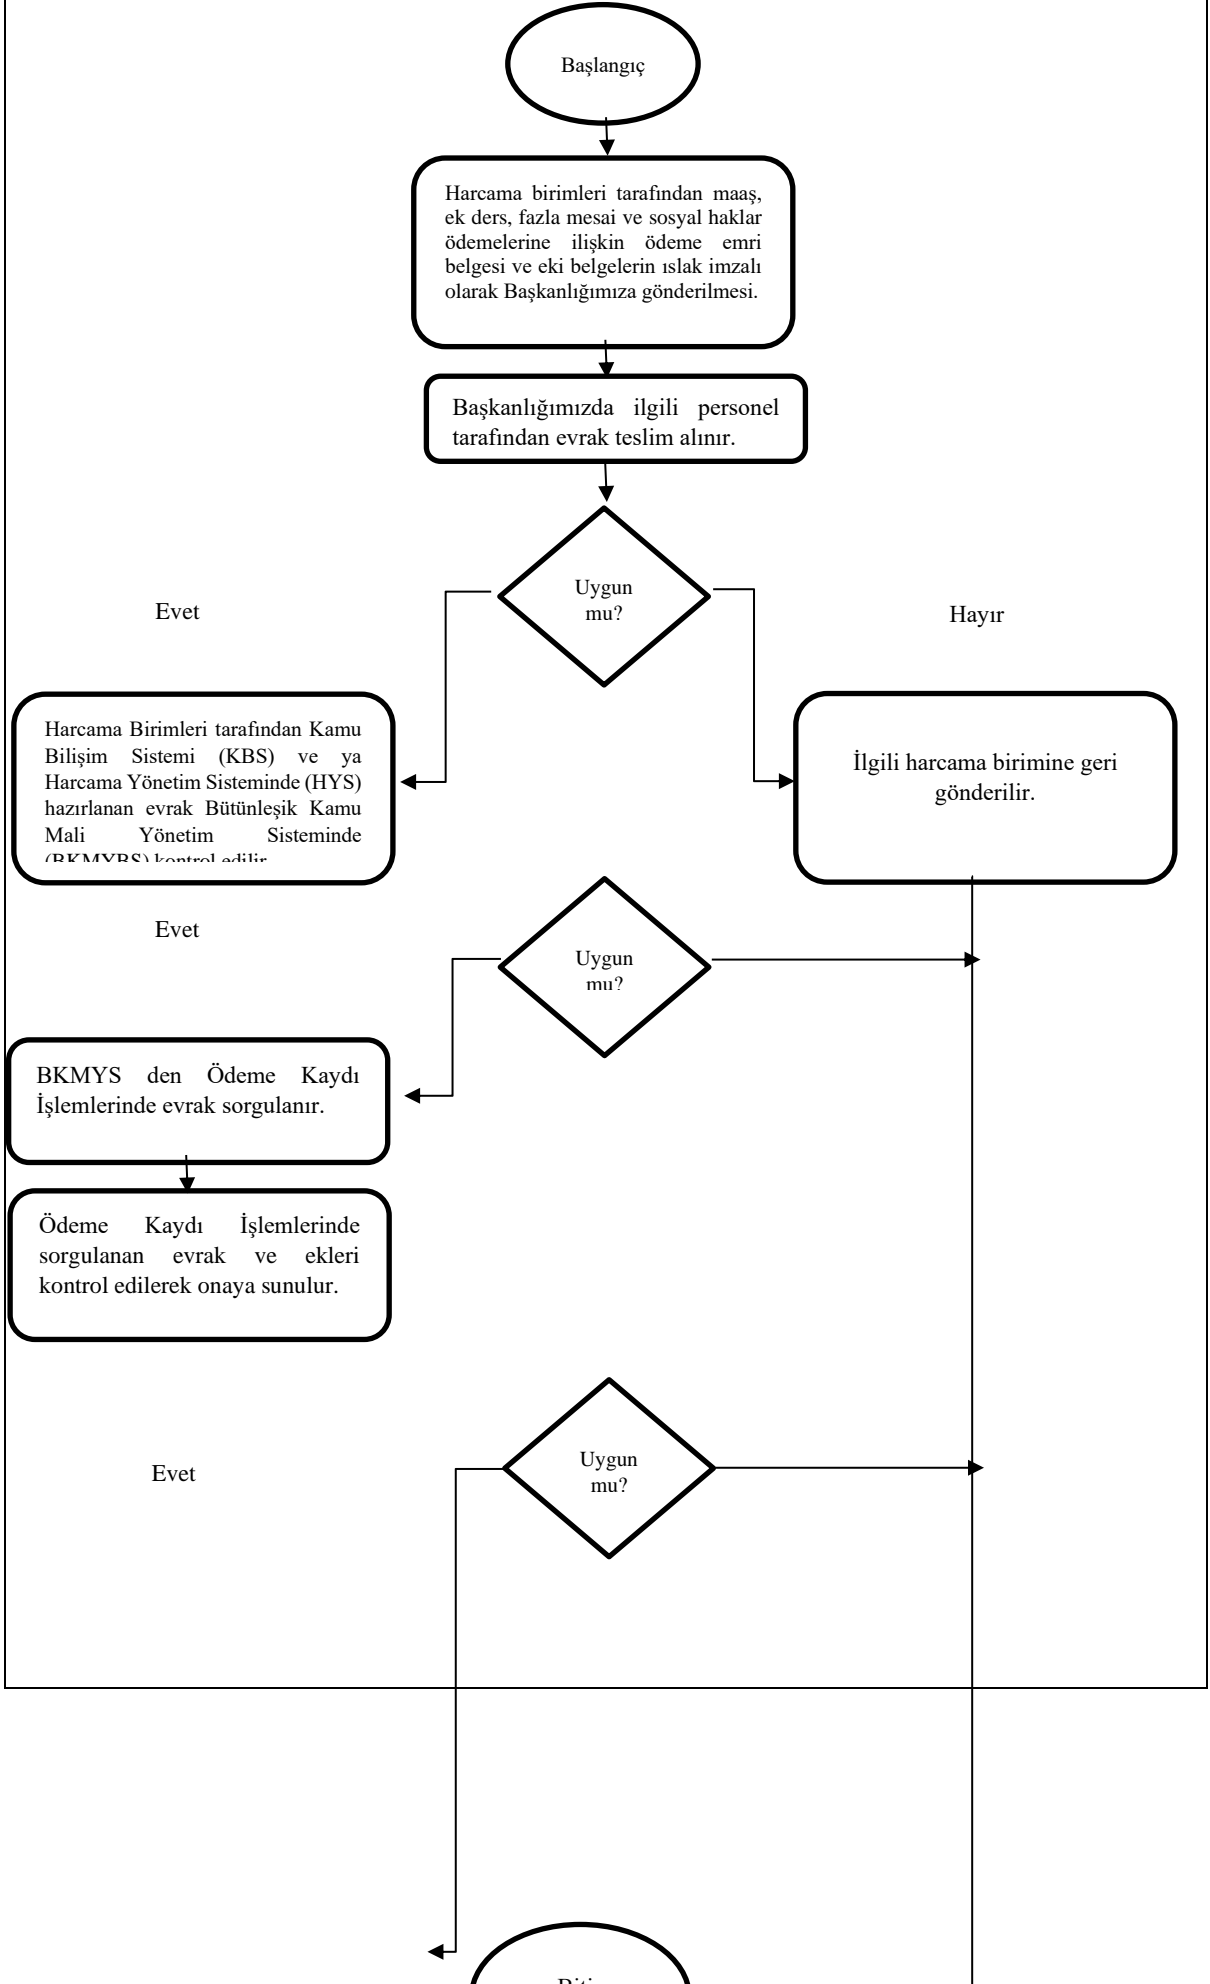 Başlangıç
Harcama birimleri tarafından maaş,
ek ders, fazla mesai ve sosyal haklar
ödemelerine ilişkin ödeme emri
belgesi ve eki belgelerin ıslak imzalı
olarak Başkanlığımıza gönderilmesi.
Başkanlığımızda ilgili personel
tarafından evrak teslim alınır.
Uygun
mu?
Evet
Hayır
Harcama Birimleri tarafından Kamu
Bilişim Sistemi (KBS) ve ya
Harcama Yönetim Sisteminde (HYS)
hazırlanan evrak Bütünleşik Kamu
Mali Yönetim Sisteminde
(BKMYBS) kontrol edilir
İlgili harcama birimine geri
gönderilir.
Evet
Uygun
mu?
BKMYS den Ödeme Kaydı
İşlemlerinde evrak sorgulanır.
Ödeme Kaydı İşlemlerinde
sorgulanan evrak ve ekleri
kontrol edilerek onaya sunulur.
Evet
Uygun
mu?